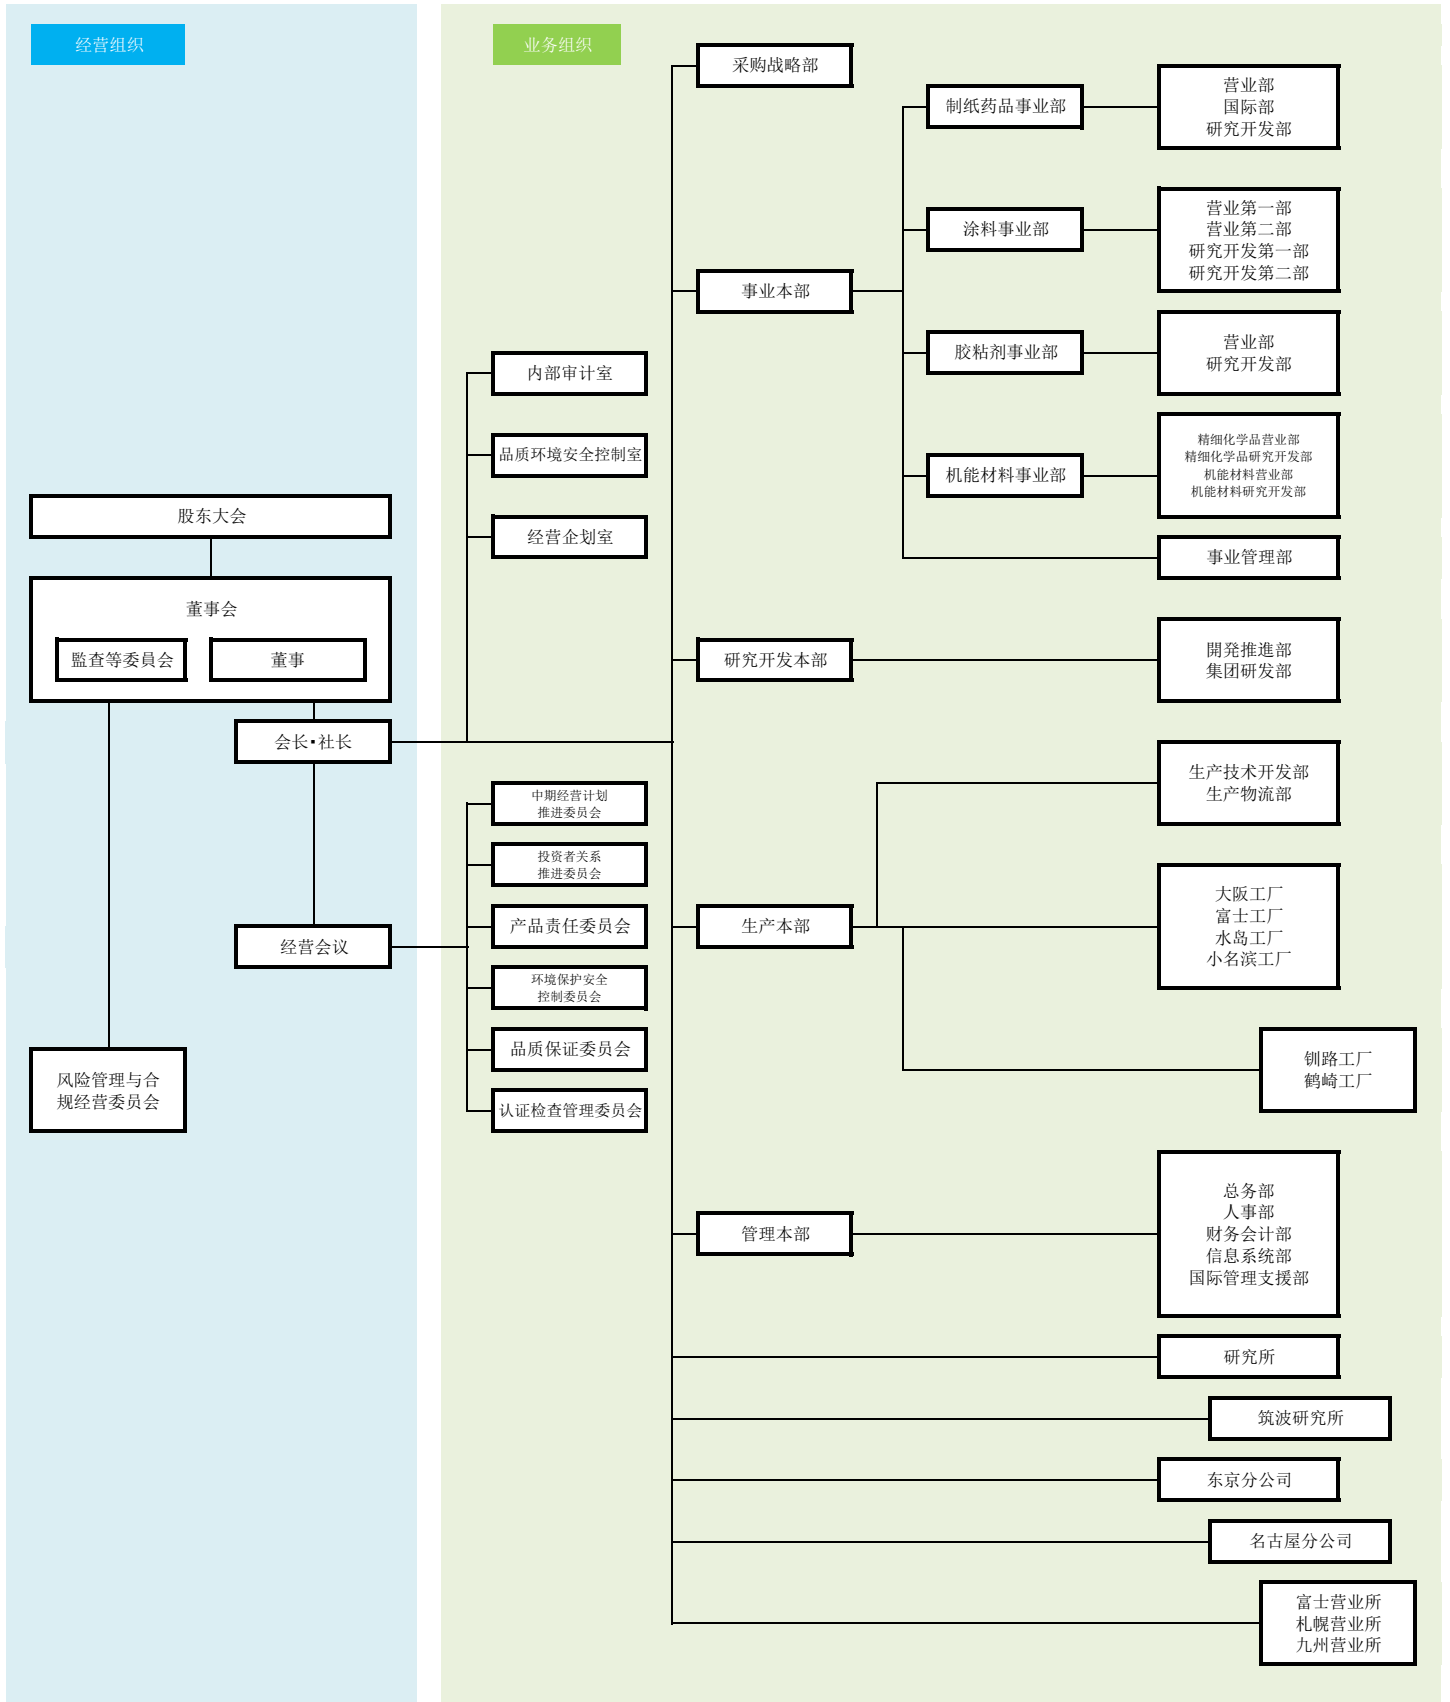 经营组织
股东大会
董事会
監查等委員会
董事
会长▪社长
经营会议
风险管理与合
规经营委员会
业务组织
内部审计室
品质环境安全控制室
经营企划室
中期经营计划
推进委员会
投资者关系
推进委员会
产品责任委员会
环境保护安全
控制委员会
品质保证委员会
认证检查管理委员会
采购战略部
事业本部
制纸药品事业部
营业部
国际部
研究开发部
涂料事业部
营业第一部
营业第二部
研究开发第一部
研究开发第二部
胶粘剂事业部
营业部
研究开发部
机能材料事业部
精细化学品营业部
精细化学品研究开发部
机能材料营业部
机能材料研究开发部
事业管理部
研究开发本部
開発推進部
集团研发部
生产本部
生产技术开发部
生产物流部
大阪工厂
富士工厂
水岛工厂
小名滨工厂
钏路工厂
鹤崎工厂
管理本部
总务部
人事部
财务会计部
信息系统部
国际管理支援部
研究所
筑波研究所
东京分公司
名古屋分公司
富士营业所
札幌营业所
九州营业所